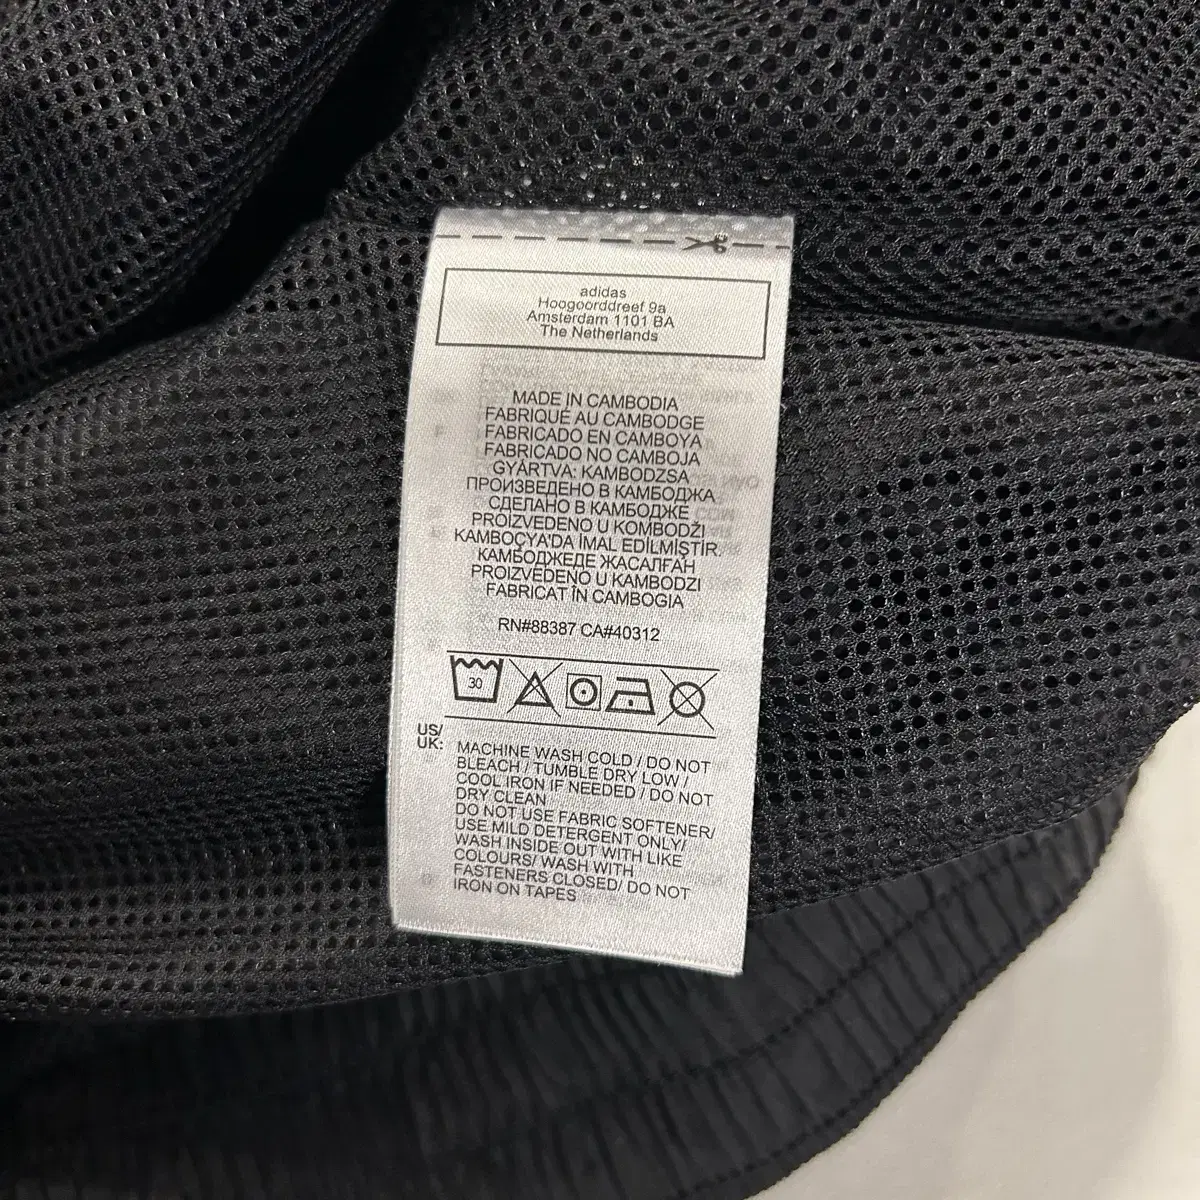 adidas
Hoogoorddreef 9a
Amsterdam 1101 BA
The Netherlands
MADE IN CAMBODIA
FABRIQUÉ AU CAMBODGE
FABRICADO EN CAMBOYA
FABRICADO NO CAMBOJA
GYÁRTVA: KAMBODZSA
ПРОИЗВЕДЕНО В КАМБОДЖА
СДЕЛАНО В КАМБОДЖЕ
PROIZVEDENO U KOMBODŽI
KAMBOÇYA'DA İMAL EDİLMİŞTİR.
КАМБОДЖЕДЕ ЖАСАЛҒАН
PROIZVEDENO U KAMBODZI
FABRICAT ÎN CAMBOGIA
RN#88387 CA#40312
30
US/
UK:
MACHINE WASH COLD / DO NOT
BLEACH / TUMBLE DRY LOW /
COOL IRON IF NEEDED / DO NOT
DRY CLEAN
DO NOT USE FABRIC SOFTENER/
USE MILD DETERGENT ONLY/
WASH INSIDE OUT WITH LIKE
COLOURS/ WASH WITH
FASTENERS CLOSED/ DO NOT
IRON ON TAPES